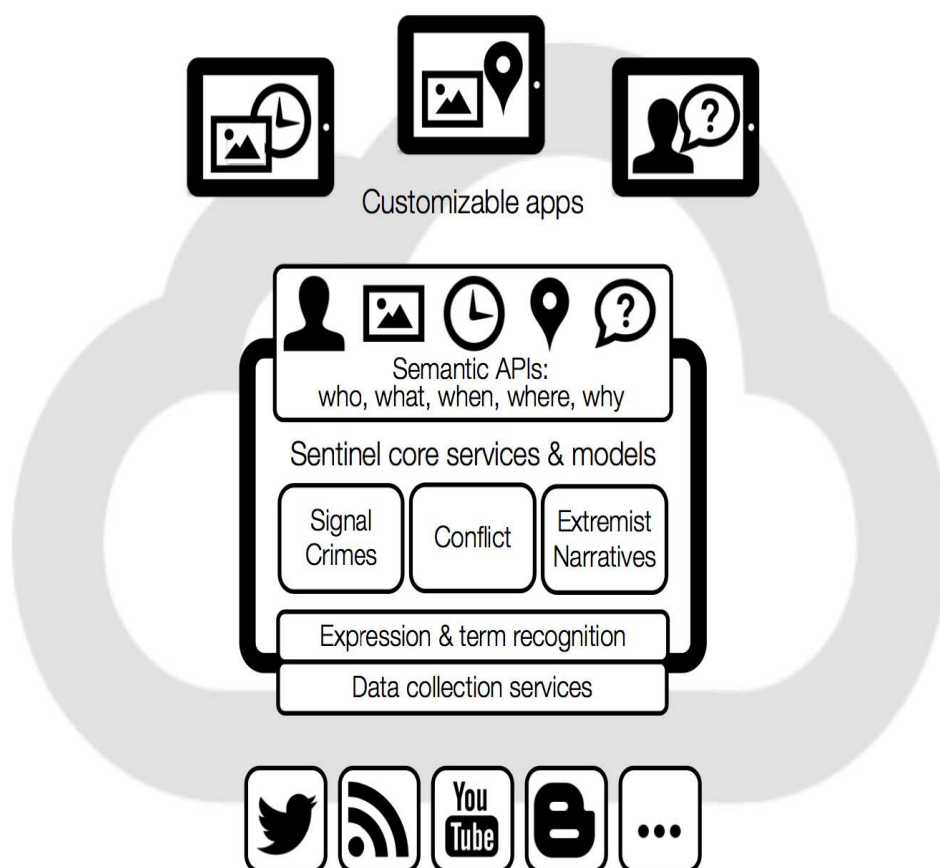 ?
Customizable apps
?
Semantic APIs:
who, what, when, where, why
Sentinel core services & models
Signal
Crimes
Conflict
Extremist
Narratives
Expression & term recognition
Data collection services
You
Tube
B
...